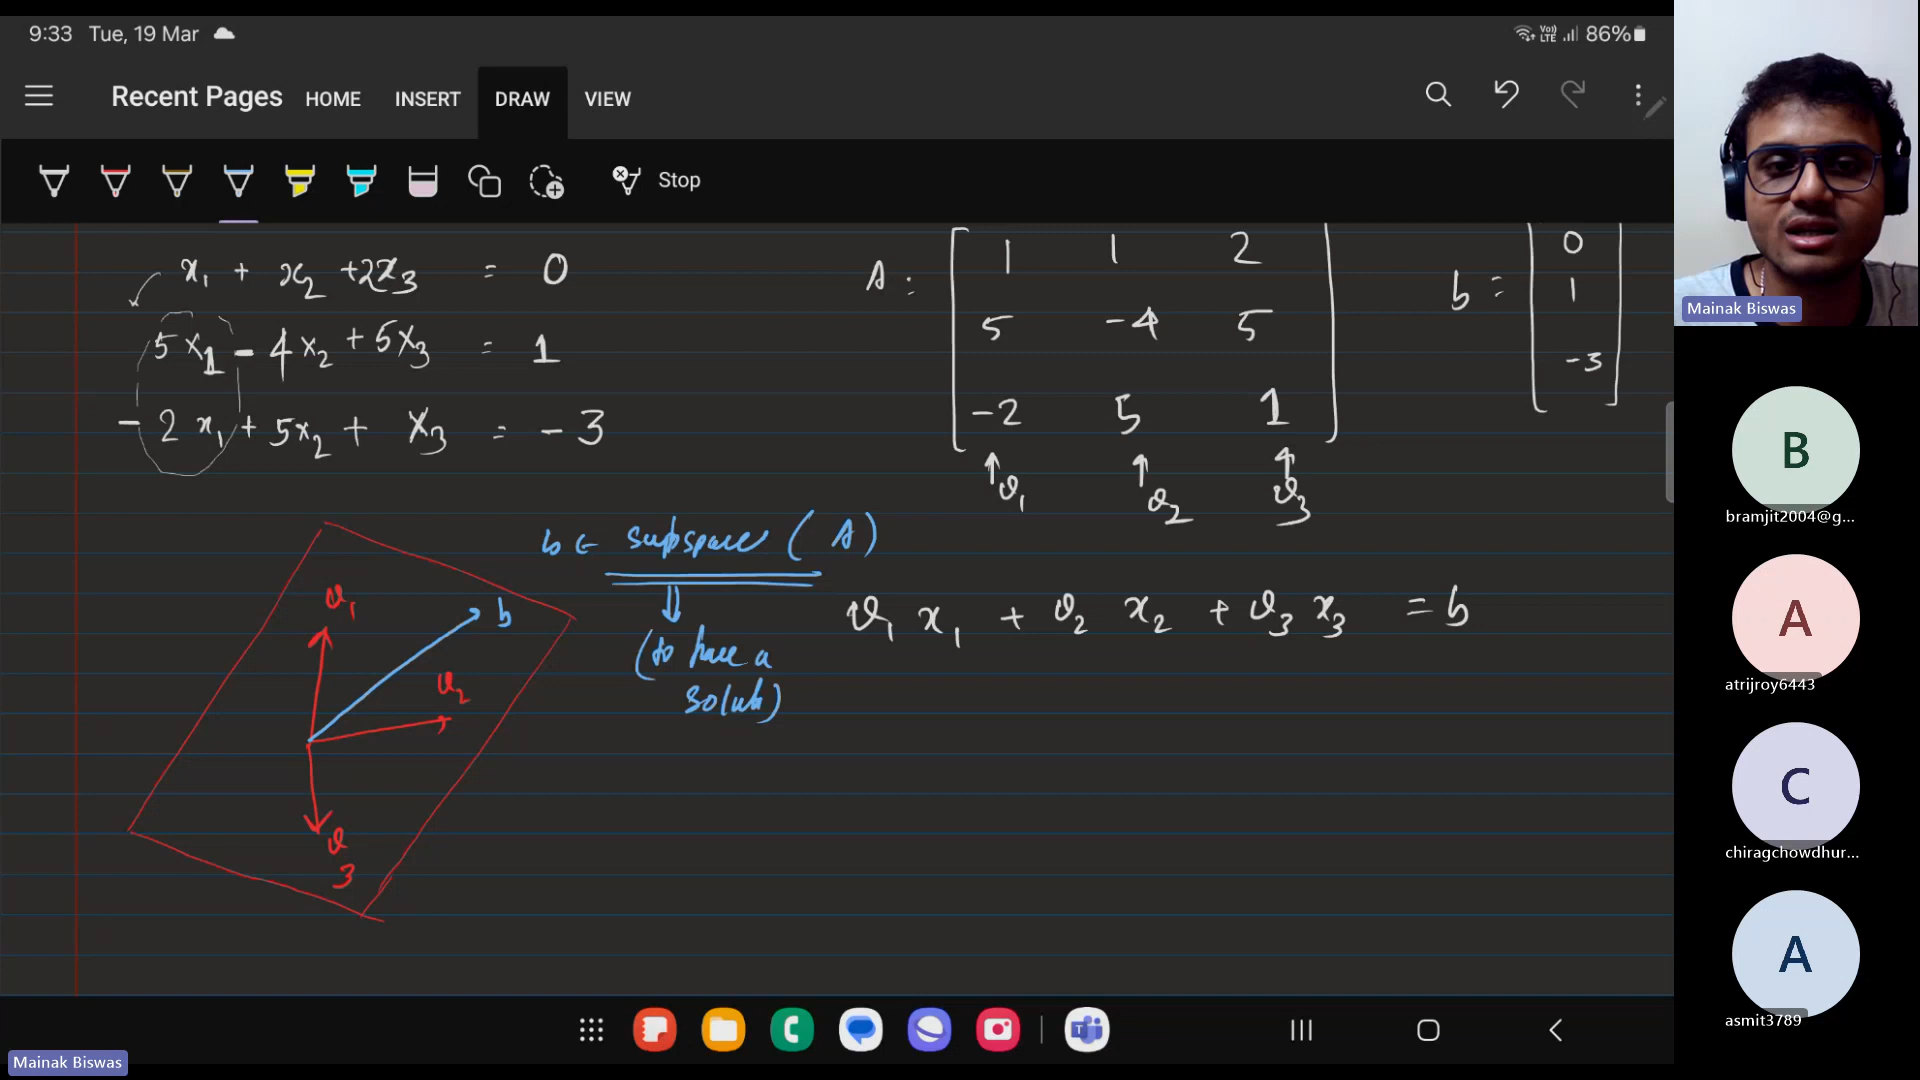 9:33 Tue, 19 Mar
Vo)) LTE 86%
Recent Pages HOME INSERT DRAW VIEW
Stop
x₁ + x₂ + 2x₃ = 0
5x₁ - 4x₂ + 5x₃ = 1
- 2x₁ + 5x₂ + x₃ = - 3
A :
1 1 2
5 -4 5
-2 5 1
↑v₁ ↑v₂ ↑v₃
b =
0
1
-3
b ∈ subspace (A)
⇓
(to have a
solutn)
v₁ x₁ + v₂ x₂ + v₃ x₃ = b
v₁
b
v₂
v
3
Mainak Biswas
B
bramjit2004@g...
A
atrijroy6443
C
chiragchowdhur...
A
asmit3789
Mainak Biswas